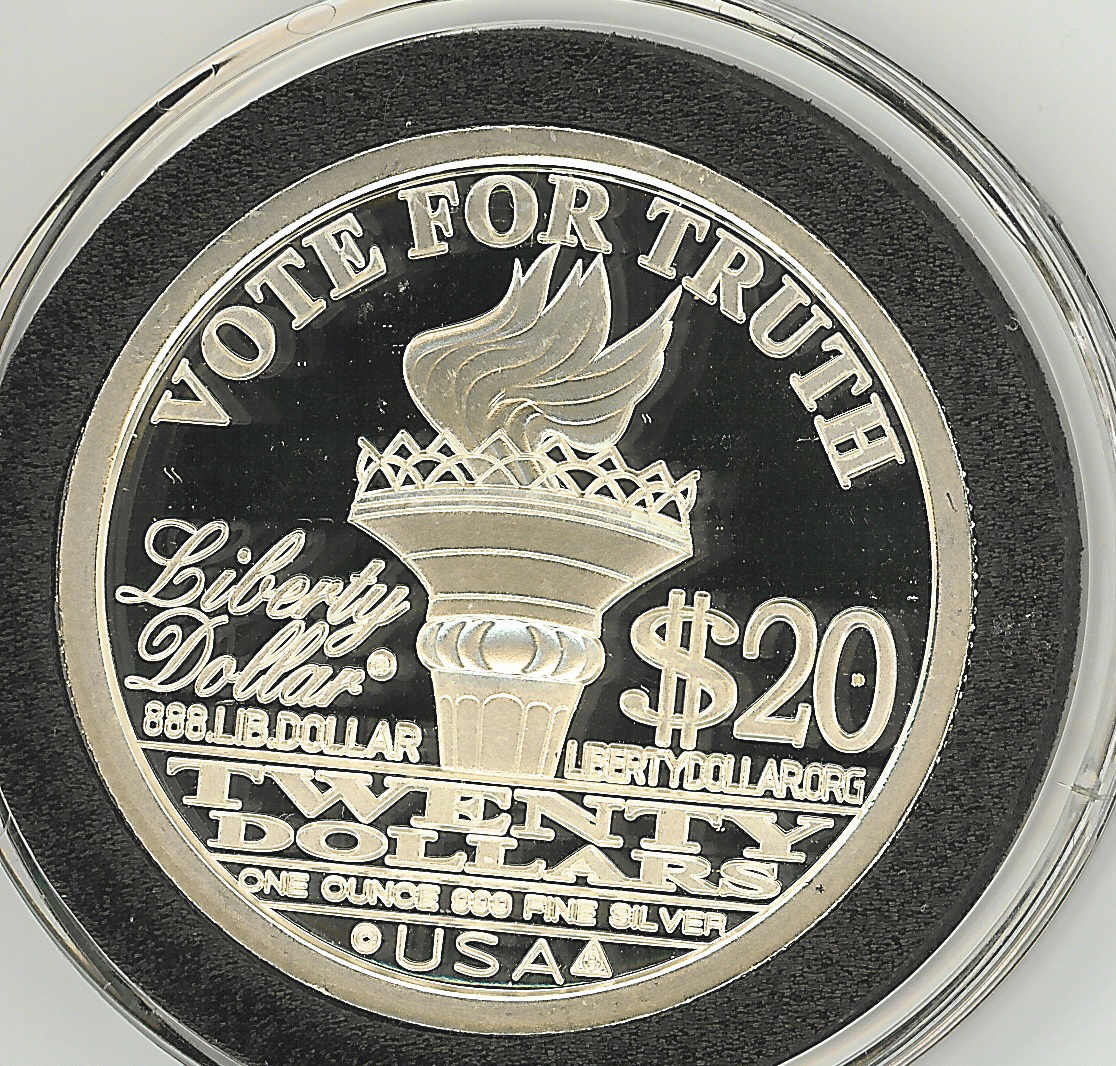 VOTE FOR TRUTH
Liberty
Dollar
$20
888.LIB.DOLLAR
LIBERTYDOLLAR.ORG
TWENTY
DOLLARS
ONE OUNCE 999 FINE SILVER
USA